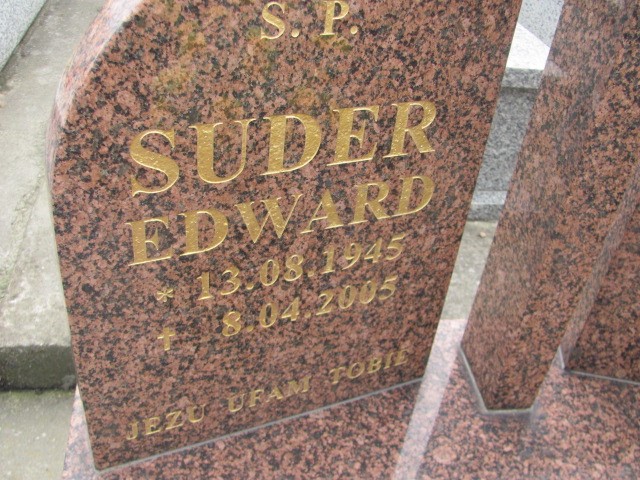 S. P.
SUDER
EDWARD
* 13.08.1945
✝ 8.04.2005
JEZU UFAM TOBIE